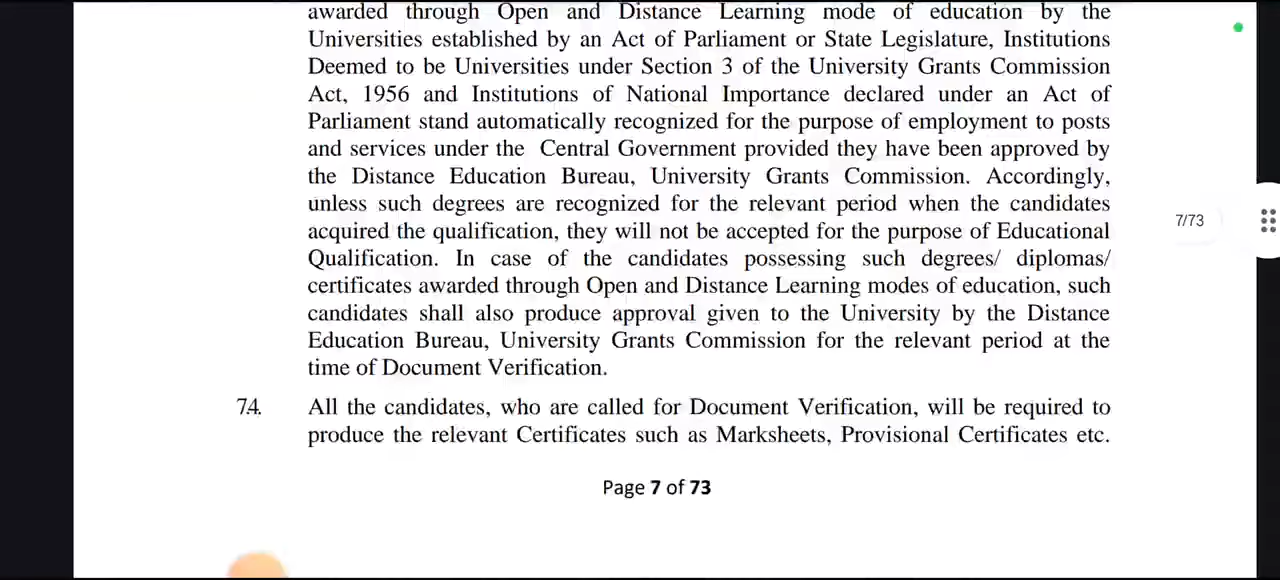 awarded through Open and Distance Learning mode of education by the
Universities established by an Act of Parliament or State Legislature, Institutions
Deemed to be Universities under Section 3 of the University Grants Commission
Act, 1956 and Institutions of National Importance declared under an Act of
Parliament stand automatically recognized for the purpose of employment to posts
and services under the Central Government provided they have been approved by
the Distance Education Bureau, University Grants Commission. Accordingly,
unless such degrees are recognized for the relevant period when the candidates
acquired the qualification, they will not be accepted for the purpose of Educational
Qualification. In case of the candidates possessing such degrees/ diplomas/
certificates awarded through Open and Distance Learning modes of education, such
candidates shall also produce approval given to the University by the Distance
Education Bureau, University Grants Commission for the relevant period at the
time of Document Verification.
7.4. All the candidates, who are called for Document Verification, will be required to
produce the relevant Certificates such as Marksheets, Provisional Certificates etc.
Page 7 of 73
7/73